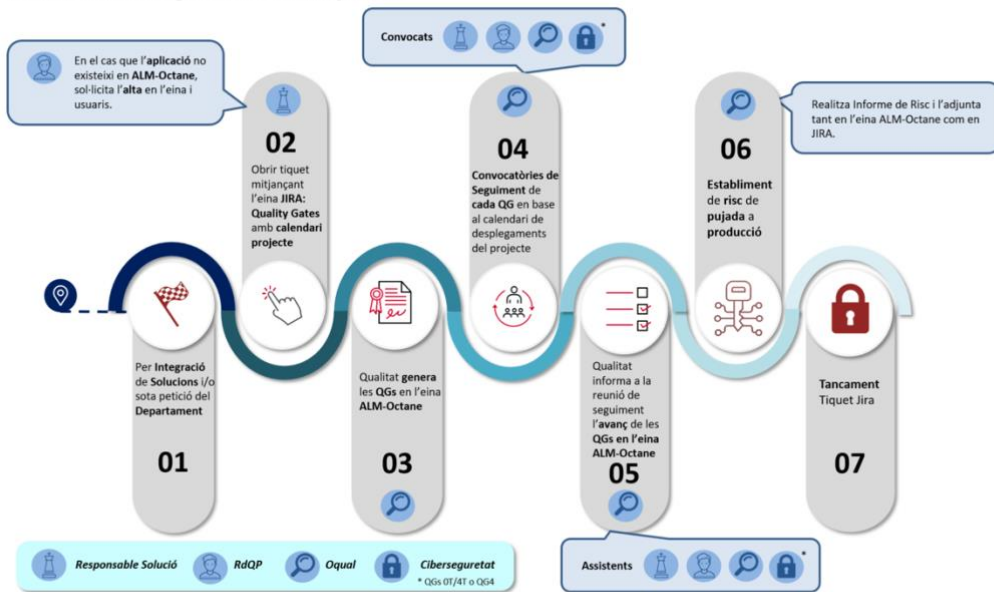 Convocats
*
En el cas que l'aplicació no
existeixi en ALM-Octane,
sol·licita l'alta en l'eina i
usuaris.
02
Obrir tiquet
mitjançant
l'eina JIRA:
Quality Gates
amb calendari
projecte
04
Convocatòries de
Seguiment de
cada QG en base
al calendari de
desplegaments
del projecte
06
Establiment
de risc de
pujada a
producció
Realitza Informe de Risc i l'adjunta
tant en l'eina ALM-Octane com en
JIRA.
Per Integració
de Solucions i/o
sota petició del
Departament
01
Qualitat genera
les QGs en l'eina
ALM-Octane
03
Qualitat
informa a la
reunió de
seguiment
l'avanç de les
QGs en l'eina
ALM-Octane
05
Tancament
Tiquet Jira
07
Responsable Solució
RdQP
Oqual
Ciberseguretat
* QGs 0T/4T o QG4
Assistents
*